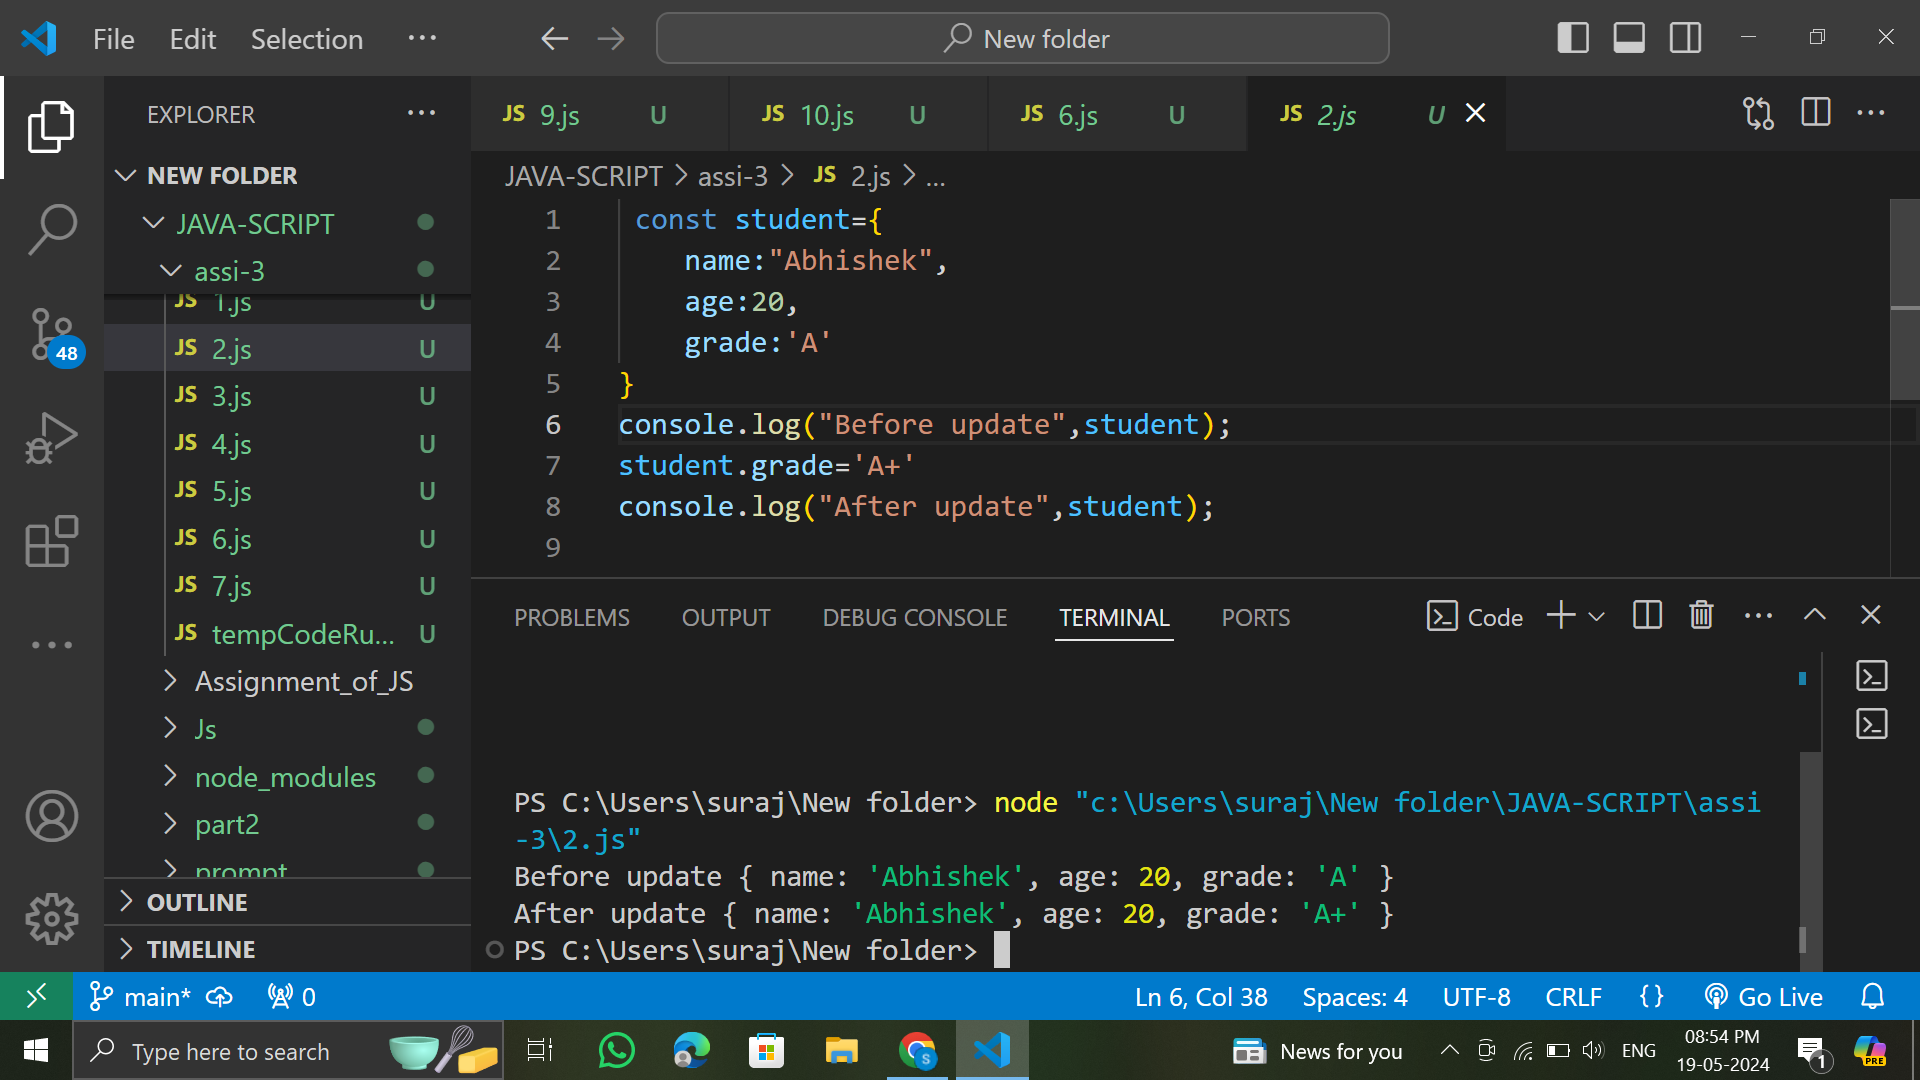 File Edit Selection ...
New folder
EXPLORER ...
JS 9.js U
JS 10.js U
JS 6.js U
JS 2.js U
JAVA-SCRIPT > assi-3 > JS 2.js > ...
NEW FOLDER
JAVA-SCRIPT
assi-3
JS 1.js U
JS 2.js U
JS 3.js U
JS 4.js U
JS 5.js U
JS 6.js U
JS 7.js U
JS tempCodeRu... U
Assignment_of_JS
Js
node_modules
part2
prompt
OUTLINE
TIMELINE
48
1 const student={
2 name:"Abhishek",
3 age:20,
4 grade:'A'
5 }
6 console.log("Before update",student);
7 student.grade='A+'
8 console.log("After update",student);
9
PROBLEMS OUTPUT DEBUG CONSOLE TERMINAL PORTS
Code
PS C:\Users\suraj\New folder> node "c:\Users\suraj\New folder\JAVA-SCRIPT\assi
-3\2.js"
Before update { name: 'Abhishek', age: 20, grade: 'A' }
After update { name: 'Abhishek', age: 20, grade: 'A+' }
PS C:\Users\suraj\New folder>
main* 0
Ln 6, Col 38 Spaces: 4 UTF-8 CRLF {} Go Live
Type here to search
S
News for you
ENG
08:54 PM
19-05-2024
1
PRE